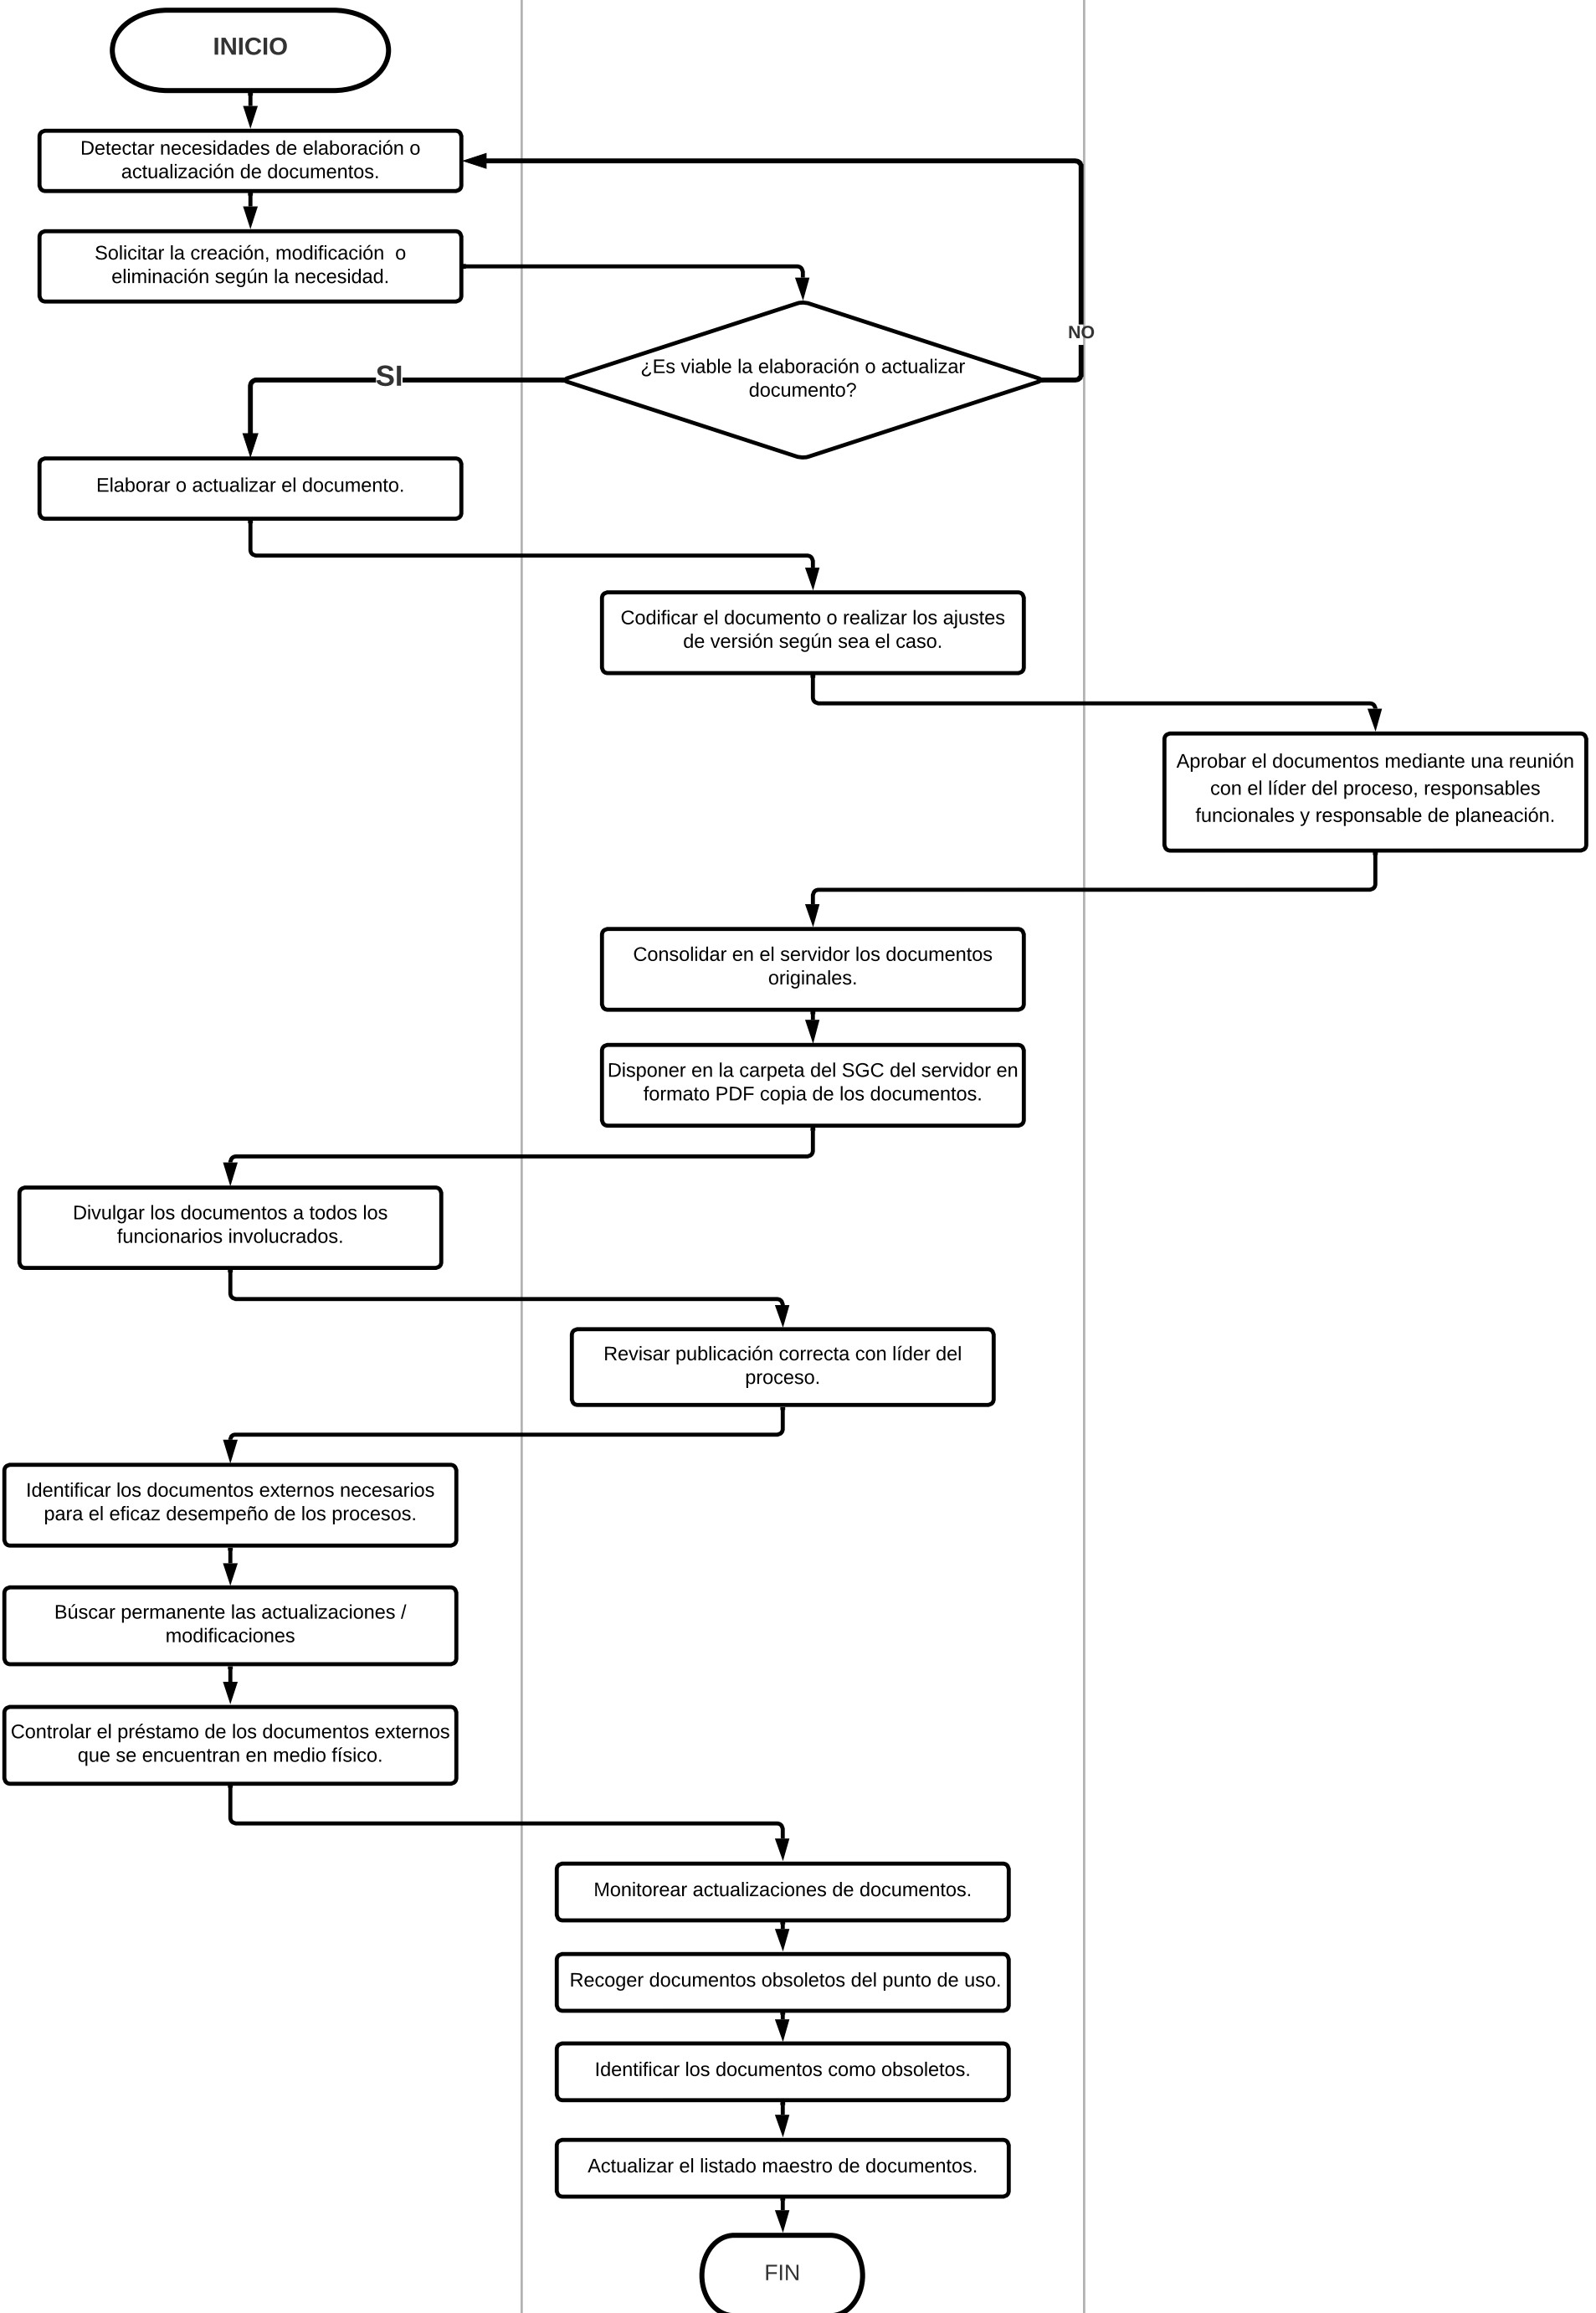 INICIO
Detectar necesidades de elaboración o
actualización de documentos.
Solicitar la creación, modificación  o
eliminación según la necesidad.
NO
¿Es viable la elaboración o actualizar
documento?
SI
Elaborar o actualizar el documento.
Codificar el documento o realizar los ajustes
de versión según sea el caso.
Aprobar el documentos mediante una reunión
con el líder del proceso, responsables
funcionales y responsable de planeación.
Consolidar en el servidor los documentos
originales.
Disponer en la carpeta del SGC del servidor en
formato PDF copia de los documentos.
Divulgar los documentos a todos los
funcionarios involucrados.
Revisar publicación correcta con líder del
proceso.
Identificar los documentos externos necesarios
para el eficaz desempeño de los procesos.
Búscar permanente las actualizaciones /
modificaciones
Controlar el préstamo de los documentos externos
que se encuentran en medio físico.
Monitorear actualizaciones de documentos.
Recoger documentos obsoletos del punto de uso.
Identificar los documentos como obsoletos.
Actualizar el listado maestro de documentos.
FIN